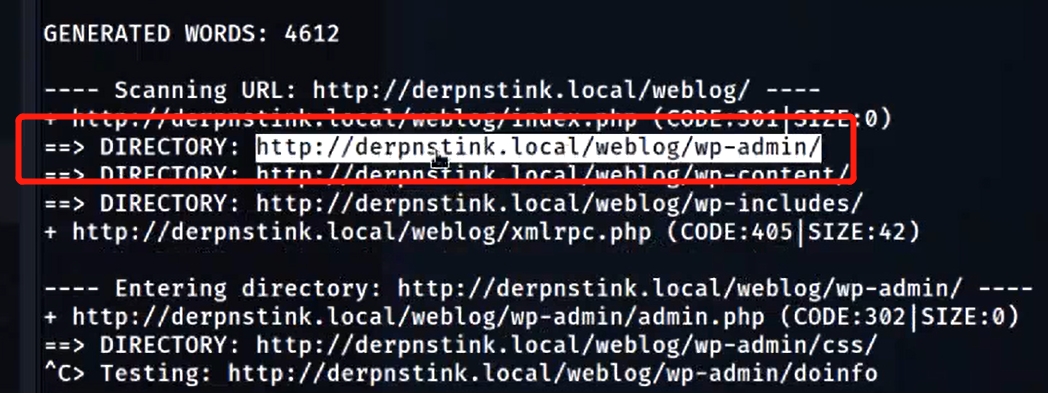 GENERATED WORDS: 4612
---- Scanning URL: http://derpnstink.local/weblog/ ----
+ http://derpnstink.local/weblog/index.php (CODE:301|SIZE:0)
==> DIRECTORY: http://derpnstink.local/weblog/wp-admin/
==> DIRECTORY: http://derpnstink.local/weblog/wp-content/
==> DIRECTORY: http://derpnstink.local/weblog/wp-includes/
+ http://derpnstink.local/weblog/xmlrpc.php (CODE:405|SIZE:42)
---- Entering directory: http://derpnstink.local/weblog/wp-admin/ ----
+ http://derpnstink.local/weblog/wp-admin/admin.php (CODE:302|SIZE:0)
==> DIRECTORY: http://derpnstink.local/weblog/wp-admin/css/
^C> Testing: http://derpnstink.local/weblog/wp-admin/doinfo